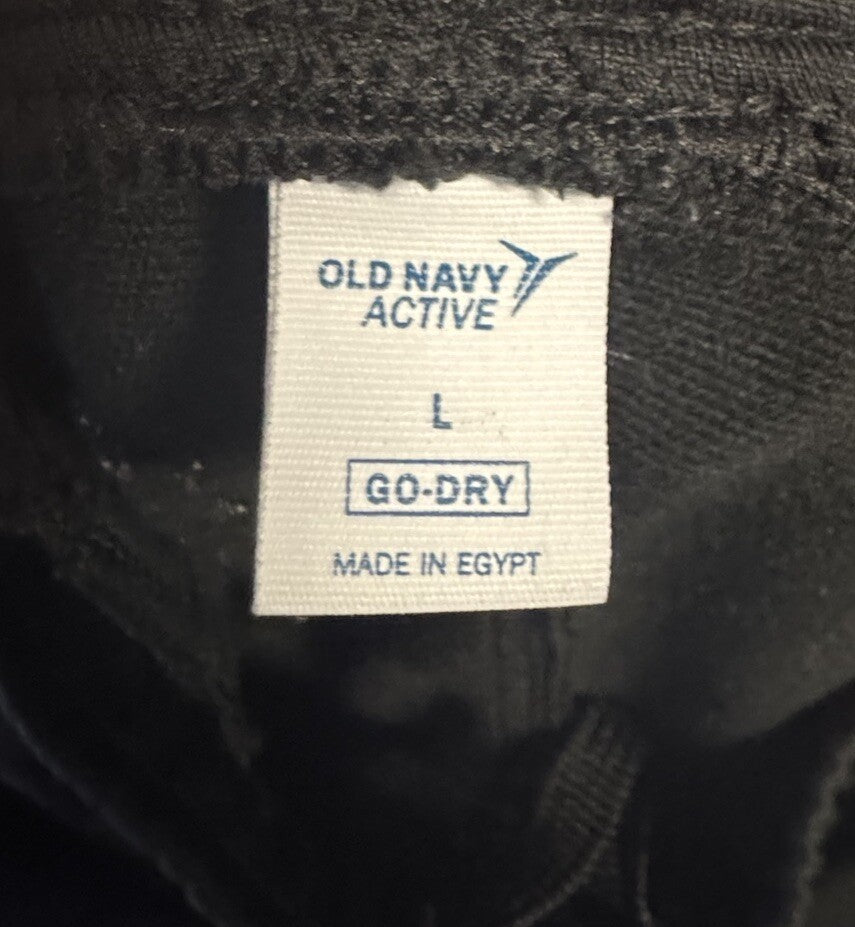 OLD NAVY
ACTIVE
L
GO-DRY
MADE IN EGYPT